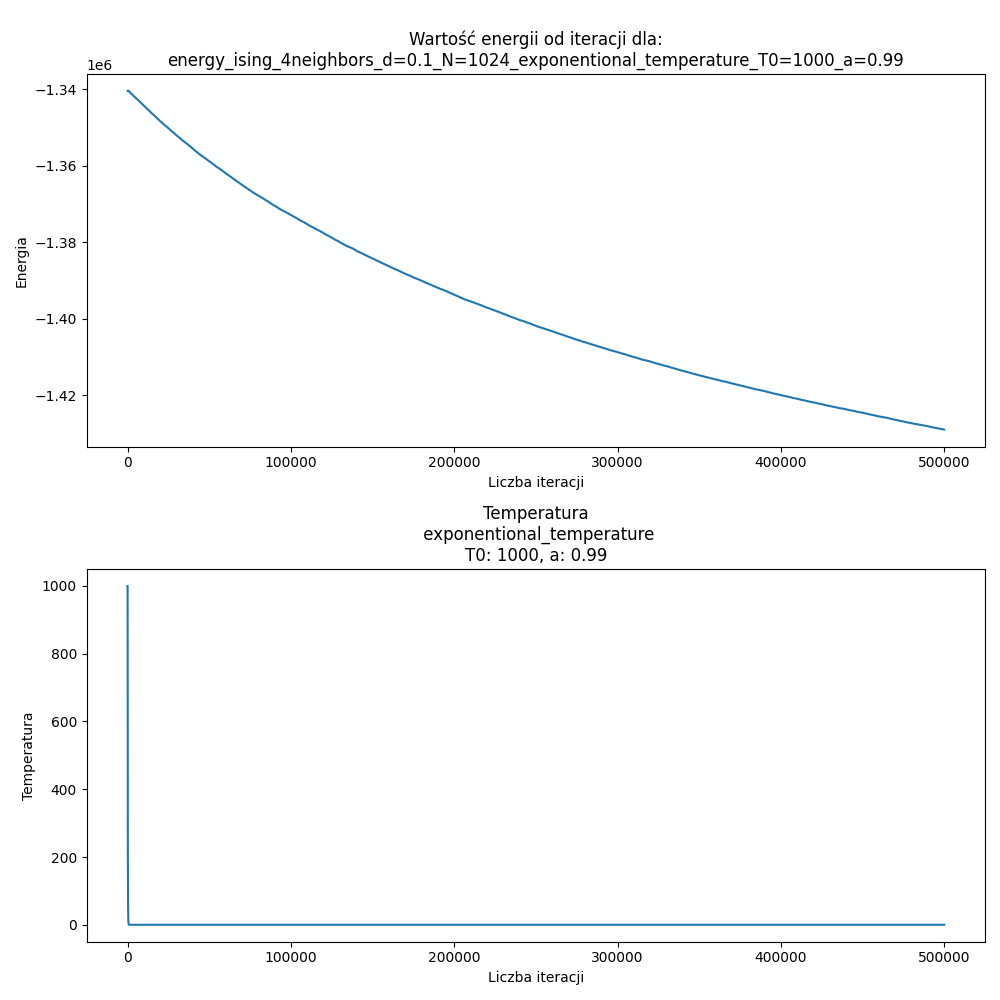 Wartość energii od iteracji dla:
energy_ising_4neighbors_d=0.1_N=1024_exponentional_temperature_T0=1000_a=0.99
1e6
−1.34
−1.36
−1.38
−1.40
−1.42
Energia
0
100000
200000
300000
400000
500000
Liczba iteracji
Temperatura
exponentional_temperature
T0: 1000, a: 0.99
1000
800
600
400
200
0
Temperatura
0
100000
200000
300000
400000
500000
Liczba iteracji